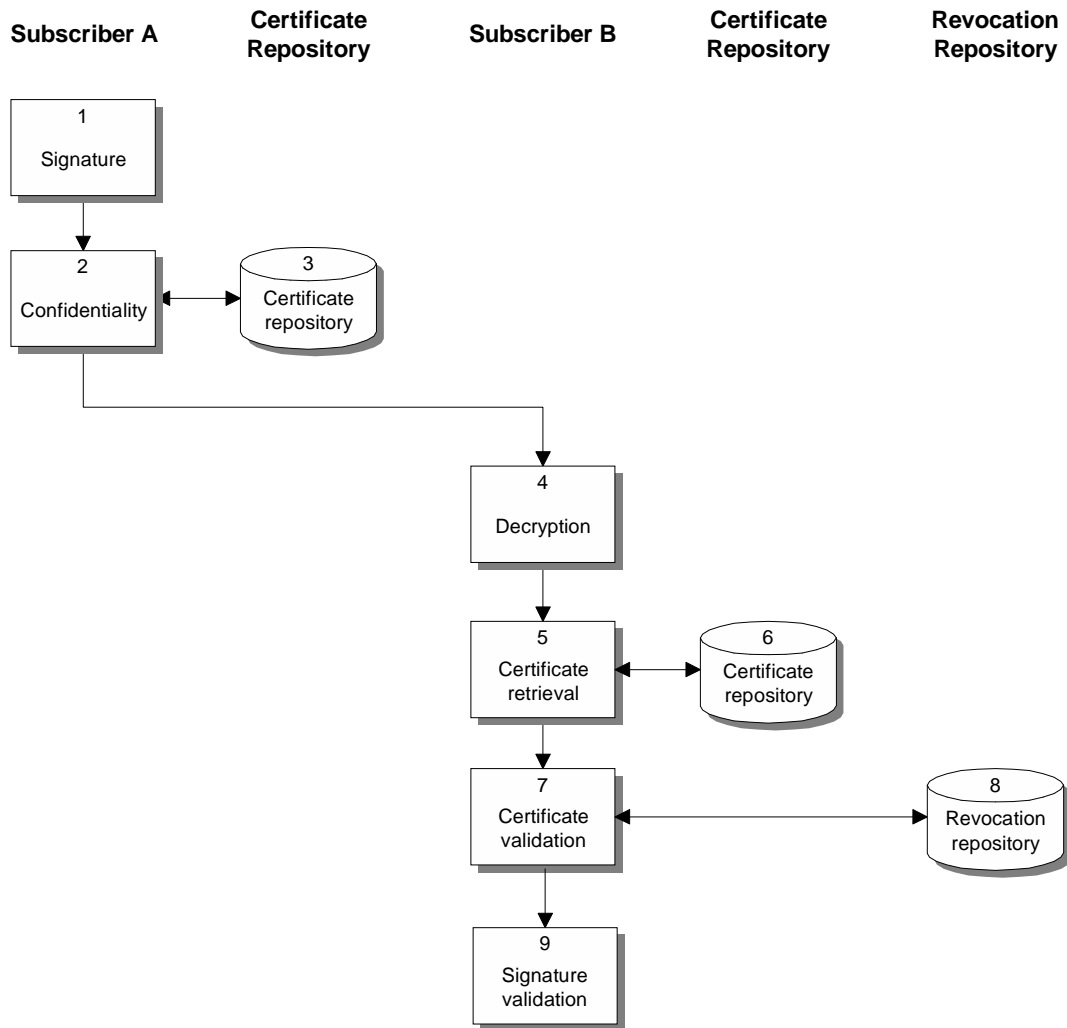 Subscriber A
Certificate
Repository
Subscriber B
Certificate
Repository
Revocation
Repository
1
Signature
2
Confidentiality
3
Certificate
repository
4
Decryption
5
Certificate
retrieval
6
Certificate
repository
7
Certificate
validation
8
Revocation
repository
9
Signature
validation